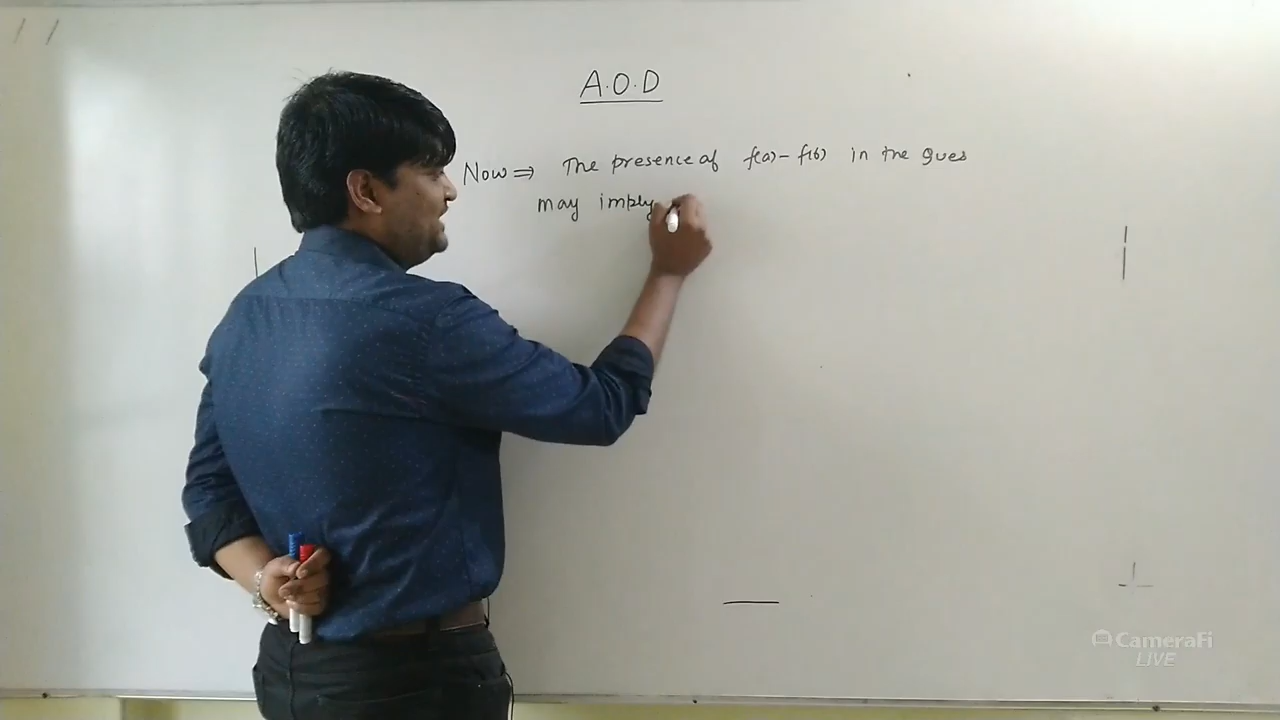 A.O.D
Now ⇒ The presence of f(a) - f(b) in the Ques
may imply
CameraFi
LIVE